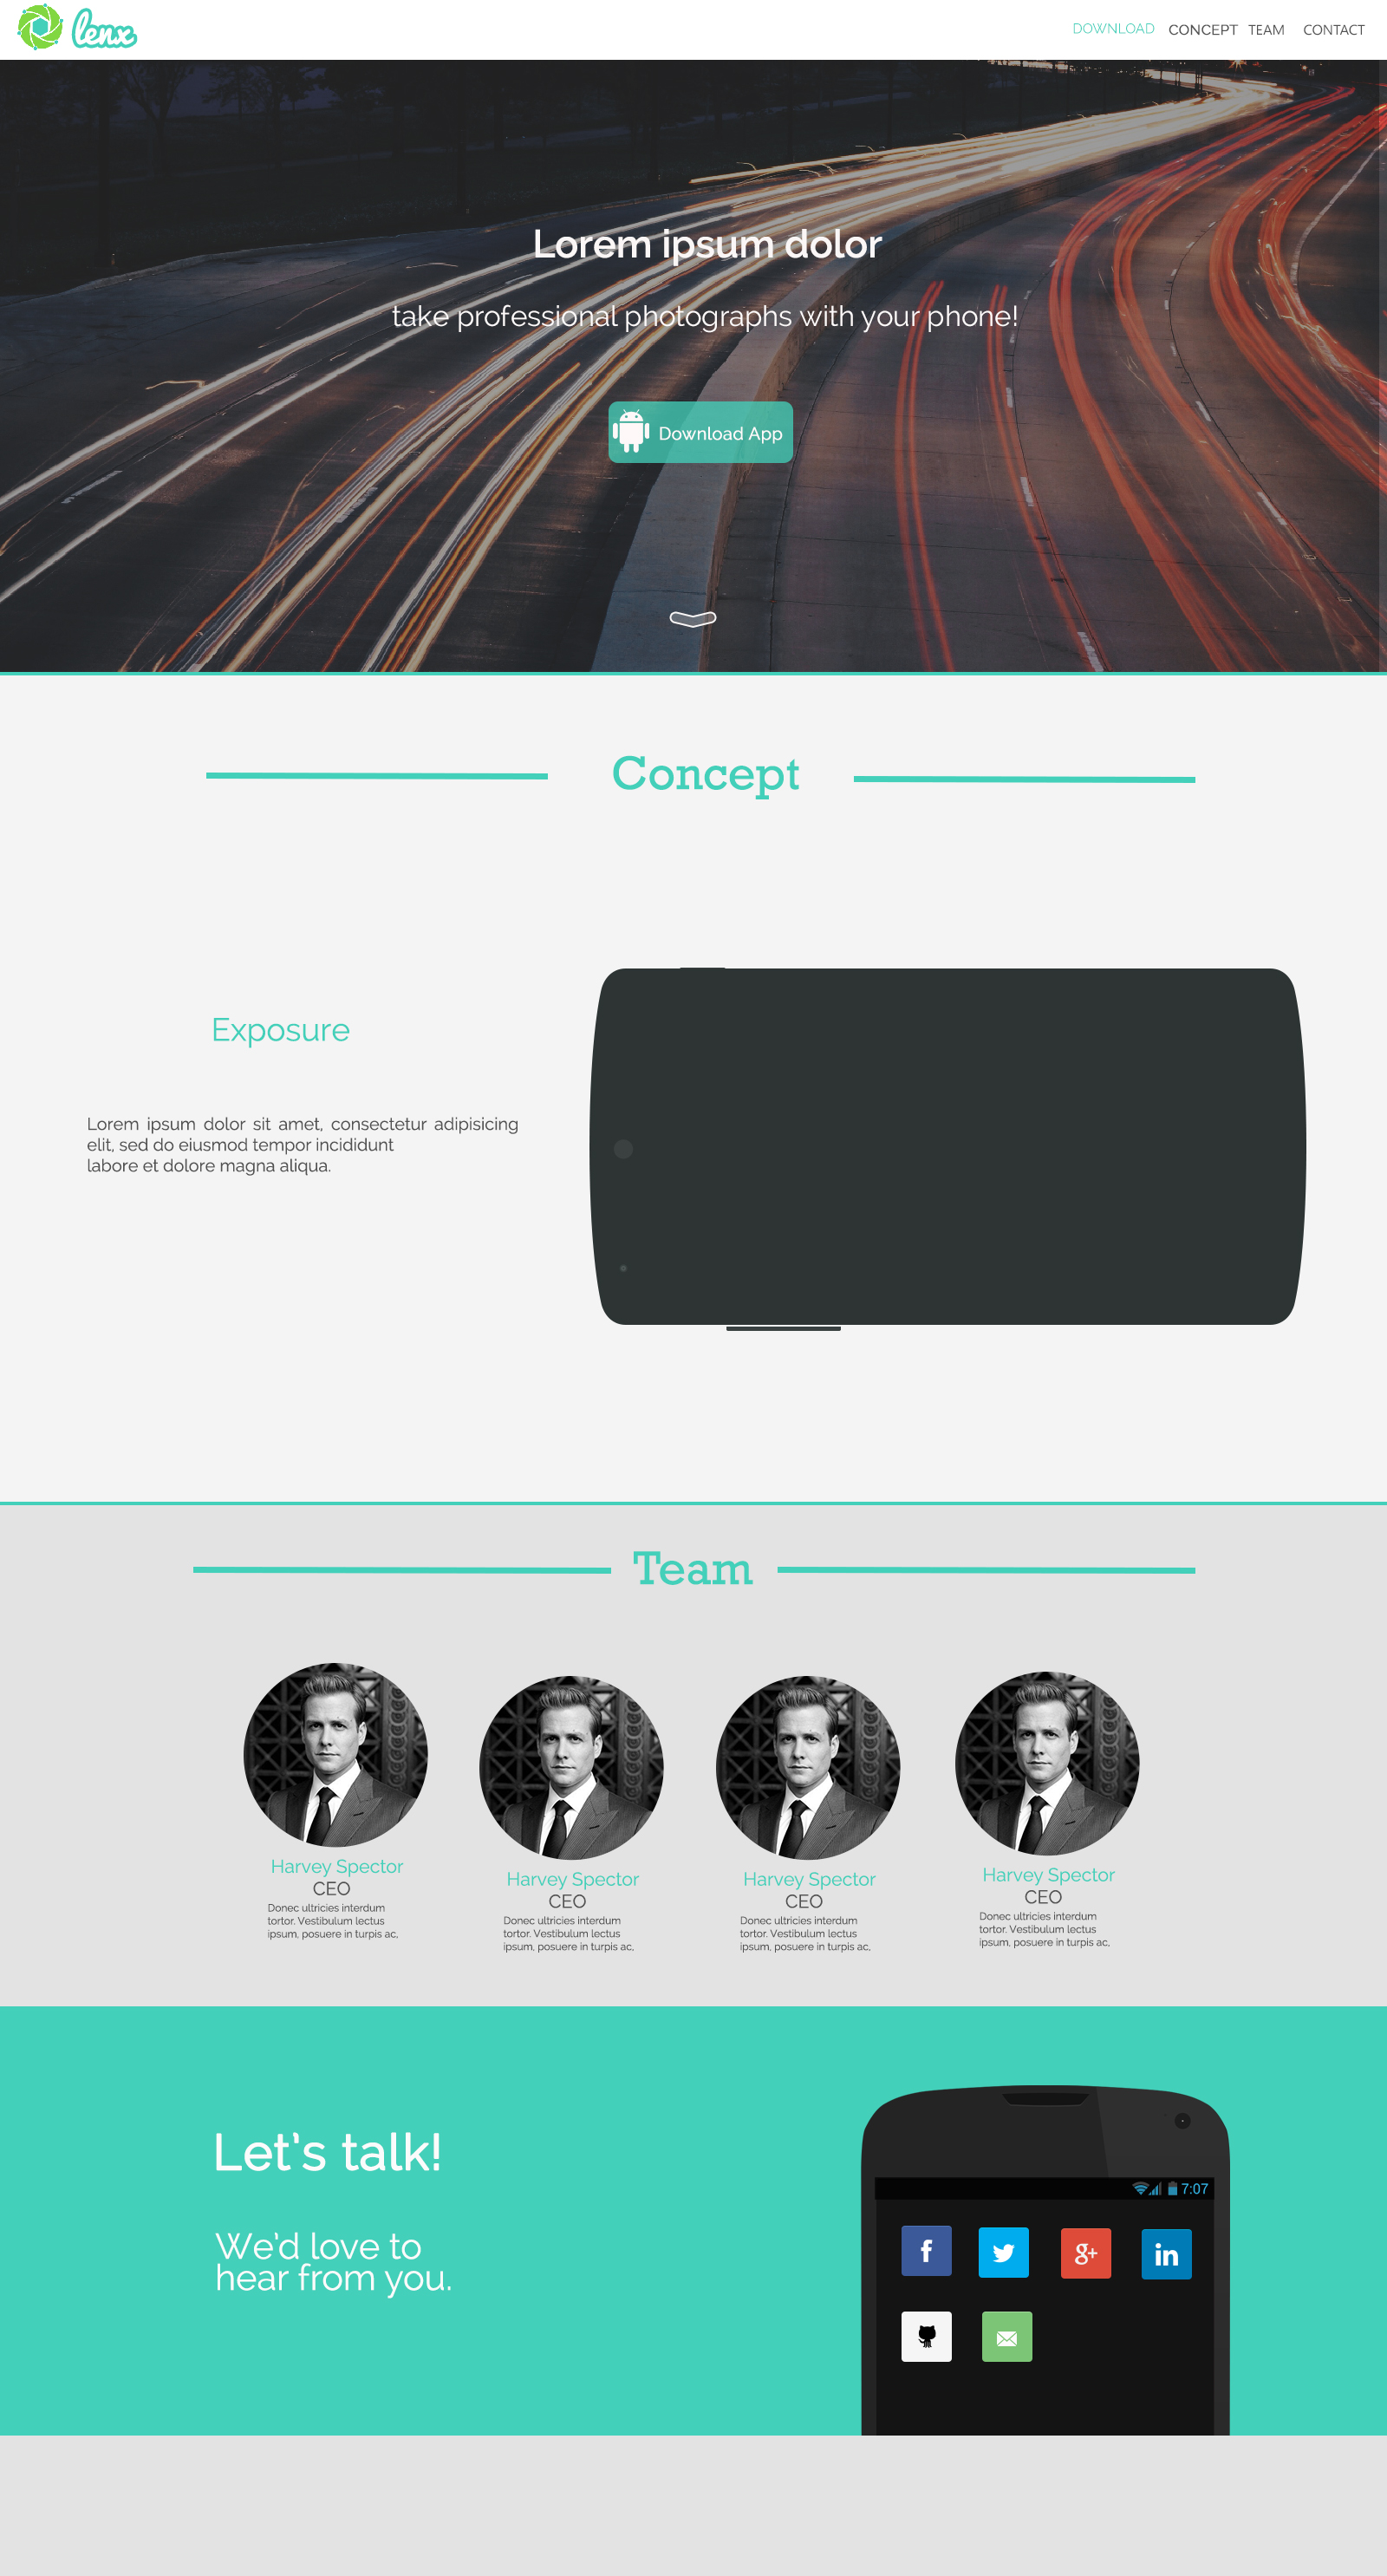 lenx
DOWNLOAD CONCEPT TEAM CONTACT
Lorem ipsum dolor
take professional photographs with your phone!
Download App
Concept
Exposure
Lorem ipsum dolor sit amet, consectetur adipisicing
elit, sed do eiusmod tempor incididunt
labore et dolore magna aliqua.
Team
Harvey Spector
CEO
Donec ultricies interdum
tortor. Vestibulum lectus
ipsum, posuere in turpis ac,
Harvey Spector
CEO
Donec ultricies interdum
tortor. Vestibulum lectus
ipsum, posuere in turpis ac,
Harvey Spector
CEO
Donec ultricies interdum
tortor. Vestibulum lectus
ipsum, posuere in turpis ac,
Harvey Spector
CEO
Donec ultricies interdum
tortor. Vestibulum lectus
ipsum, posuere in turpis ac,
Let's talk!
We'd love to
hear from you.
7:07
f
g+
in